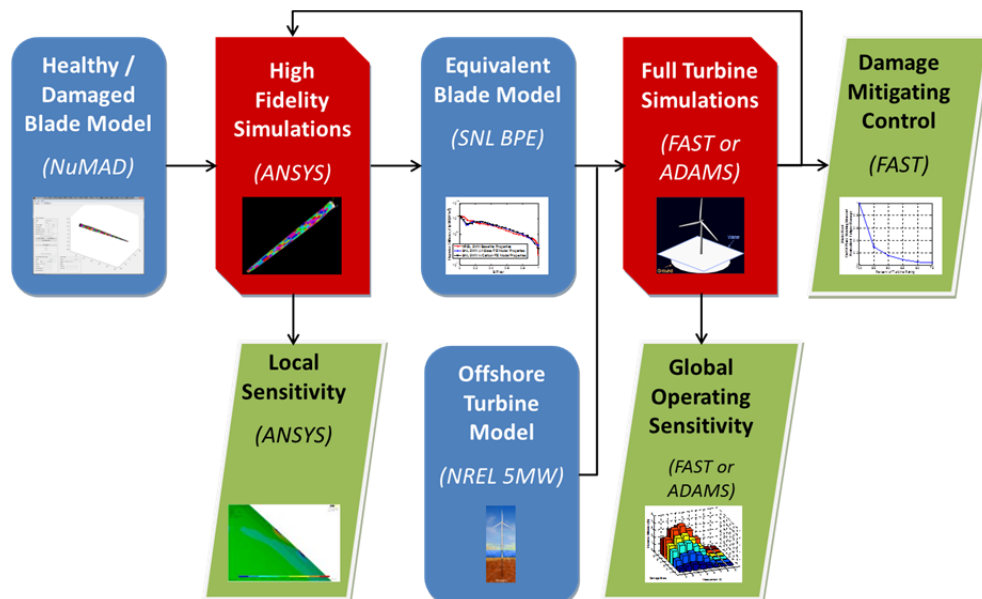 Healthy /
Damaged
Blade Model
(NuMAD)
High
Fidelity
Simulations
(ANSYS)
Equivalent
Blade Model
(SNL BPE)
Full Turbine
Simulations
(FAST or
ADAMS)
Damage
Mitigating
Control
(FAST)
Local
Sensitivity
(ANSYS)
Offshore
Turbine
Model
(NREL 5MW)
Global
Operating
Sensitivity
(FAST or
ADAMS)